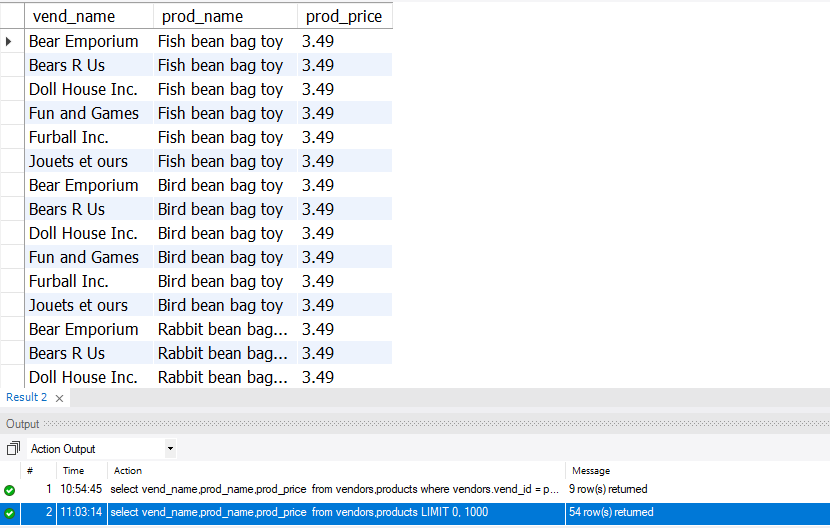 vend_name prod_name prod_price
Bear Emporium Fish bean bag toy 3.49
Bears R Us Fish bean bag toy 3.49
Doll House Inc. Fish bean bag toy 3.49
Fun and Games Fish bean bag toy 3.49
Furball Inc. Fish bean bag toy 3.49
Jouets et ours Fish bean bag toy 3.49
Bear Emporium Bird bean bag toy 3.49
Bears R Us Bird bean bag toy 3.49
Doll House Inc. Bird bean bag toy 3.49
Fun and Games Bird bean bag toy 3.49
Furball Inc. Bird bean bag toy 3.49
Jouets et ours Bird bean bag toy 3.49
Bear Emporium Rabbit bean bag... 3.49
Bears R Us Rabbit bean bag... 3.49
Doll House Inc. Rabbit bean bag... 3.49
Result 2
Output
Action Output
# Time Action Message
1 10:54:45 select vend_name,prod_name,prod_price from vendors,products where vendors.vend_id = p... 9 row(s) returned
2 11:03:14 select vend_name,prod_name,prod_price from vendors,products LIMIT 0, 1000 54 row(s) returned